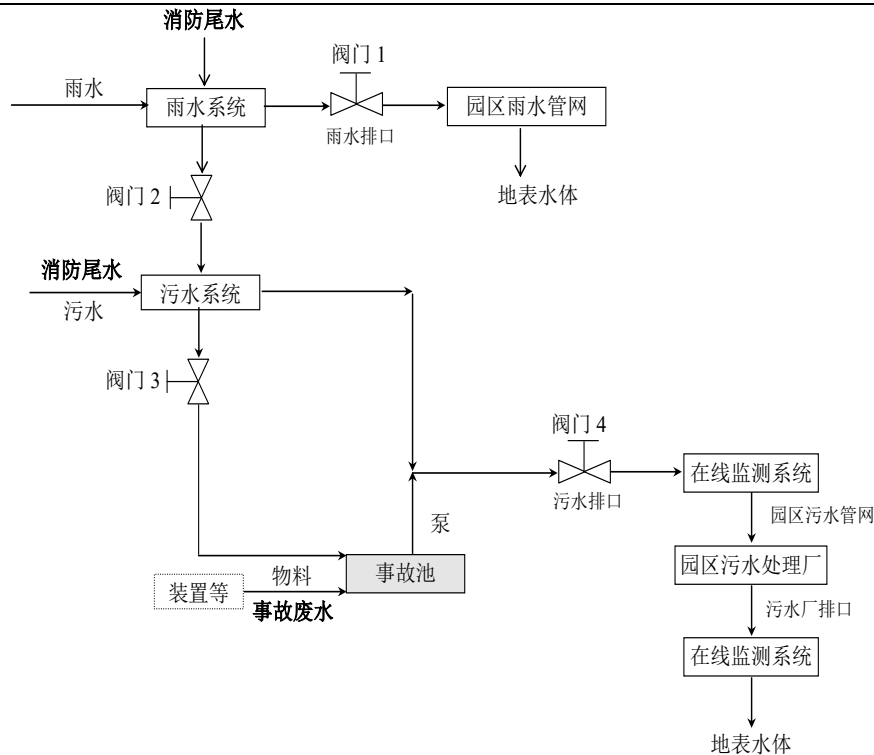 消防尾水
阀门 1
雨水
雨水系统
园区雨水管网
雨水排口
阀门 2
地表水体
消防尾水
污水系统
污水
阀门 3
阀门 4
在线监测系统
污水排口
园区污水管网
泵
物料
事故池
园区污水处理厂
装置等
事故废水
污水厂排口
在线监测系统
地表水体